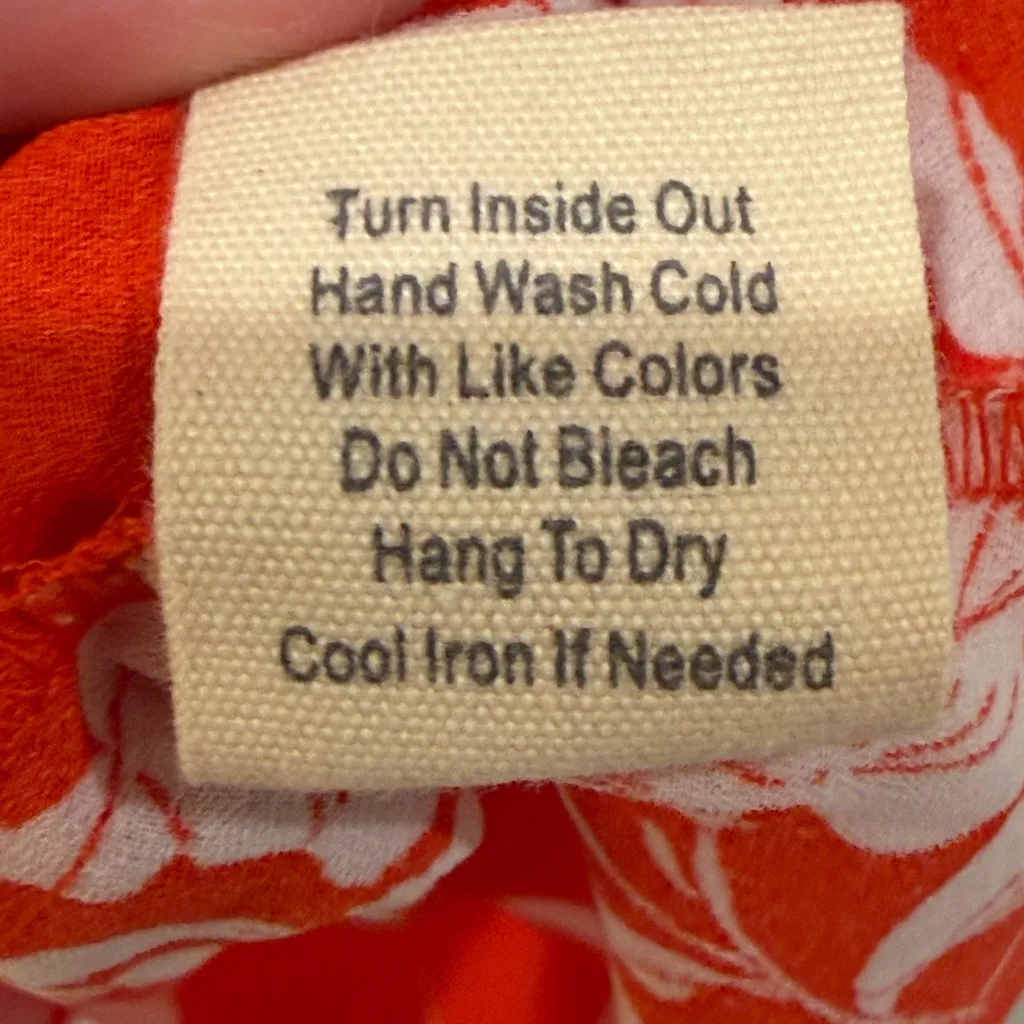 Turn Inside Out
Hand Wash Cold
With Like Colors
Do Not Bleach
Hang To Dry
Cool Iron If Needed